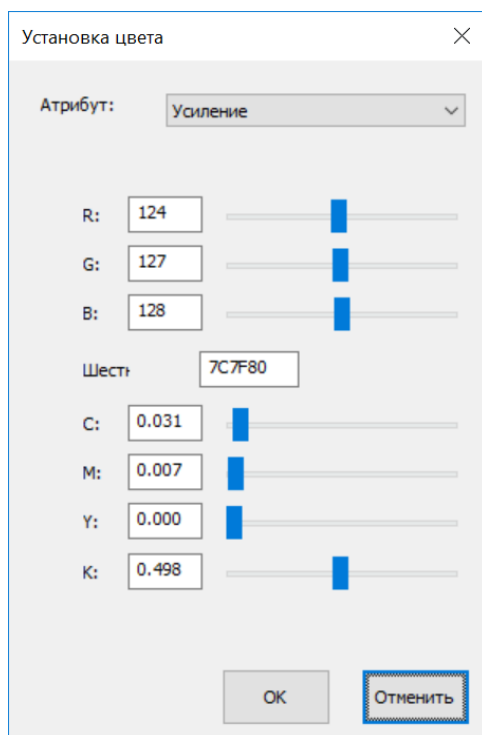 Установка цвета
Атрибут: Усиление
R: 124
G: 127
B: 128
Шестн 7C7F80
C: 0.031
M: 0.007
Y: 0.000
K: 0.498
OK Отменить